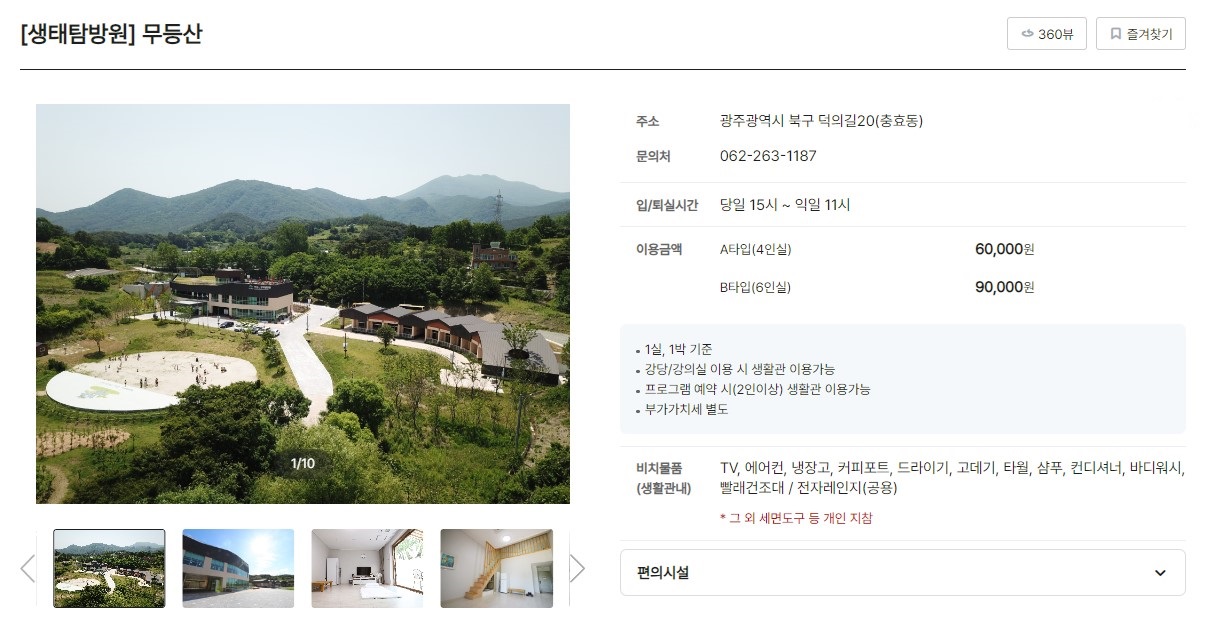 [생태탐방원] 무등산
360뷰
즐겨찾기
주소
광주광역시 북구 덕의길20(충효동)
문의처
062-263-1187
입/퇴실시간
당일 15시 ~ 익일 11시
이용금액
A타입(4인실)
60,000원
B타입(6인실)
90,000원
• 1실, 1박 기준
• 강당/강의실 이용 시 생활관 이용가능
• 프로그램 예약 시(2인이상) 생활관 이용가능
• 부가가치세 별도
비치물품
(생활관내)
TV, 에어컨, 냉장고, 커피포트, 드라이기, 고데기, 타월, 샴푸, 컨디셔너, 바디워시,
빨래건조대 / 전자레인지(공용)
* 그 외 세면도구 등 개인 지참
편의시설
1/10